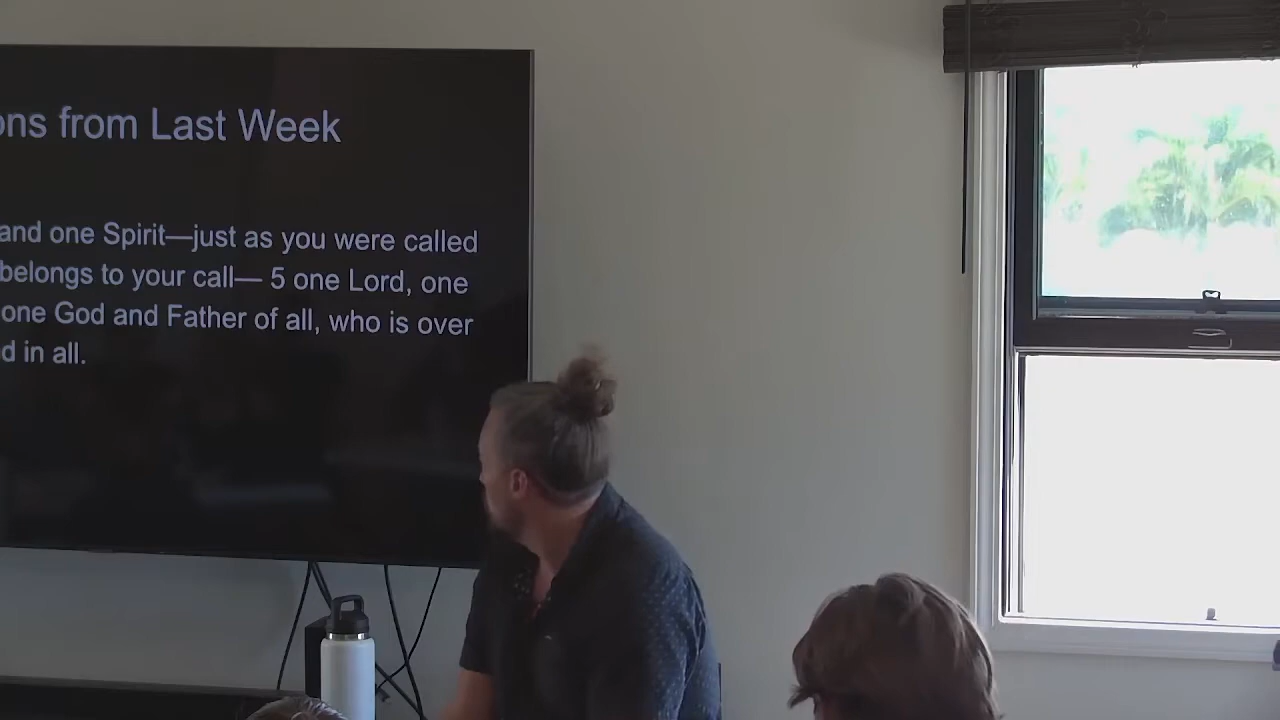 ons from Last Week
and one Spirit—just as you were called
belongs to your call— 5 one Lord, one
one God and Father of all, who is over
d in all.